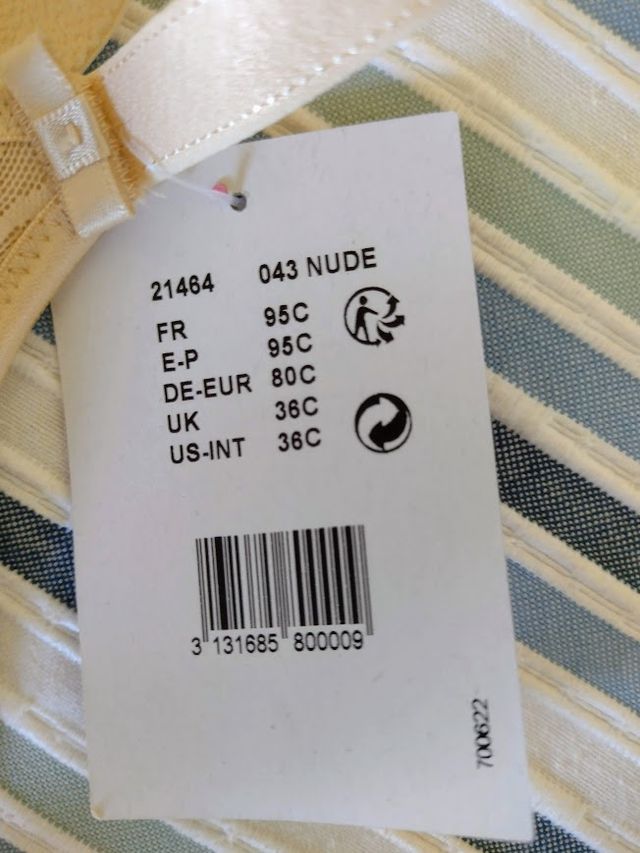 21464 043 NUDE
FR 95C
E-P 95C
DE-EUR 80C
UK 36C
US-INT 36C
3 131685 800009
700622